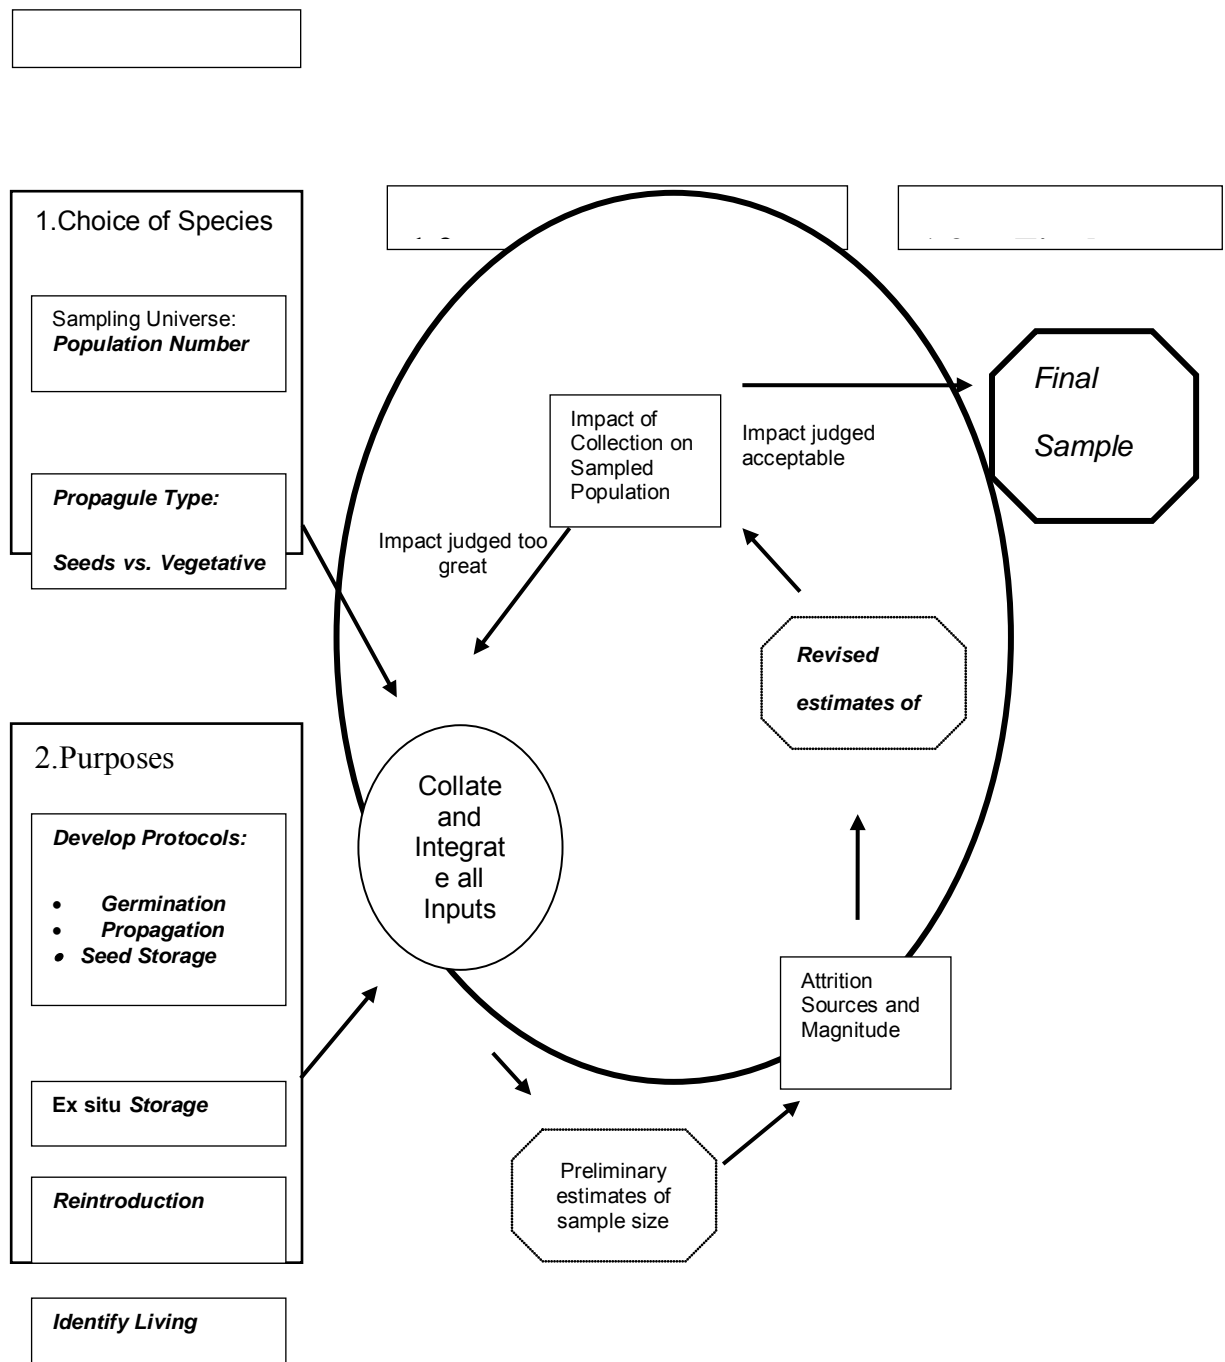 1.Choice of Species
Sampling Universe:
Population Number
Propagule Type:
Seeds vs. Vegetative
2.Purposes
Develop Protocols:
• Germination
• Propagation
• Seed Storage
Ex situ Storage
Reintroduction
Identify Living
Impact of
Collection on
Sampled
Population
Impact judged
acceptable
Impact judged too
great
Final
Sample
Revised
estimates of
Collate
and
Integrat
e all
Inputs
Attrition
Sources and
Magnitude
Preliminary
estimates of
sample size